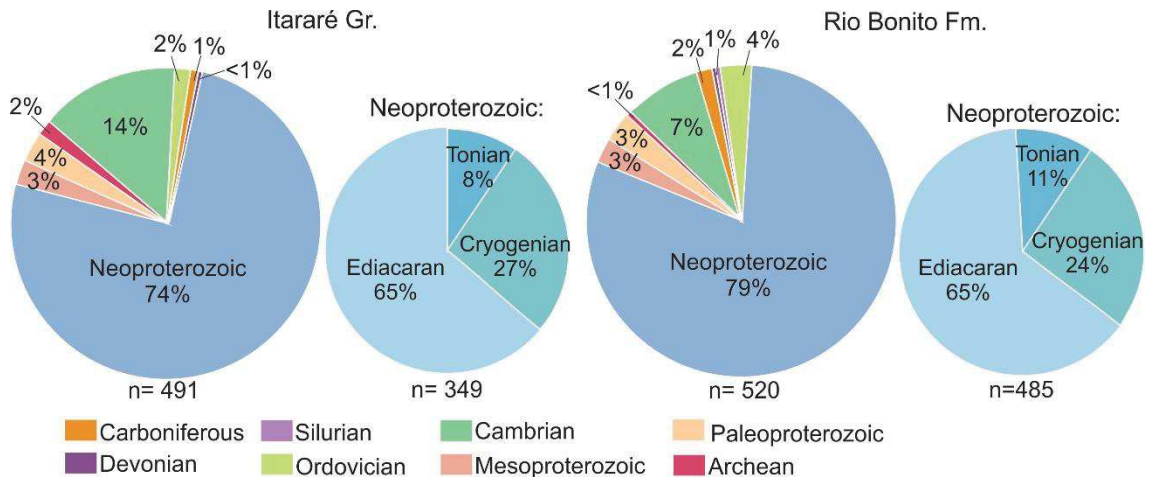 Itararé Gr.
2%
1%
<1%
2%
14%
4%
3%
Neoproterozoic
74%
n= 491
Neoproterozoic:
Tonian
8%
Cryogenian
27%
Ediacaran
65%
n= 349
Rio Bonito Fm.
2%
1%
4%
<1%
7%
3%
3%
Neoproterozoic
79%
n= 520
Neoproterozoic:
Tonian
11%
Cryogenian
24%
Ediacaran
65%
n=485
Carboniferous
Silurian
Cambrian
Paleoproterozoic
Devonian
Ordovician
Mesoproterozoic
Archean